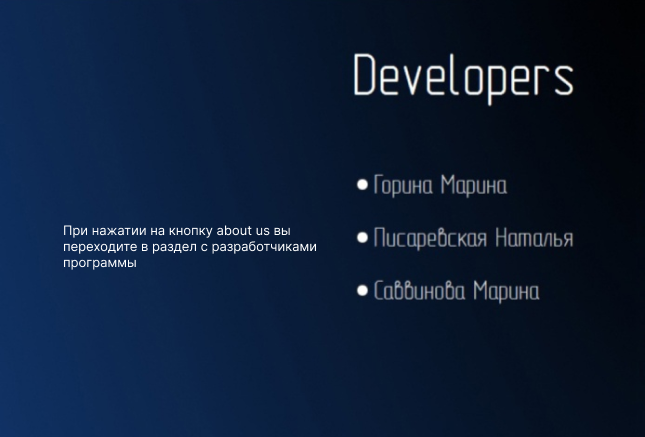 Developers
Горина Марина
При нажатии на кнопку about us вы
переходите в раздел с разработчиками
программы
Писаревская Наталья
Саввинова Марина